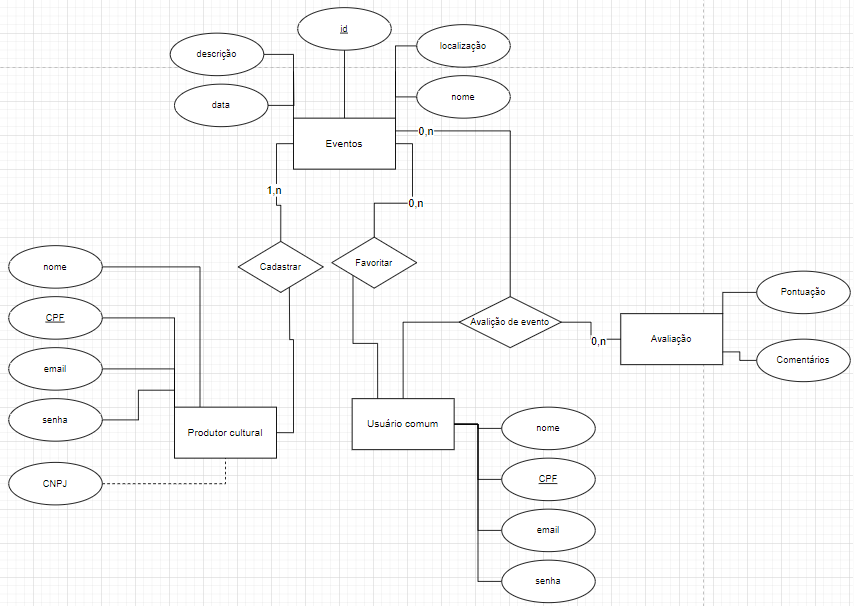 id
descrição
localização
data
nome
0,n
Eventos
1,n
0,n
Cadastrar
Favoritar
nome
CPF
email
senha
CNPJ
Produtor cultural
Avalição de evento
0,n
Avaliação
Pontuação
Comentários
Usuário comum
nome
CPF
email
senha